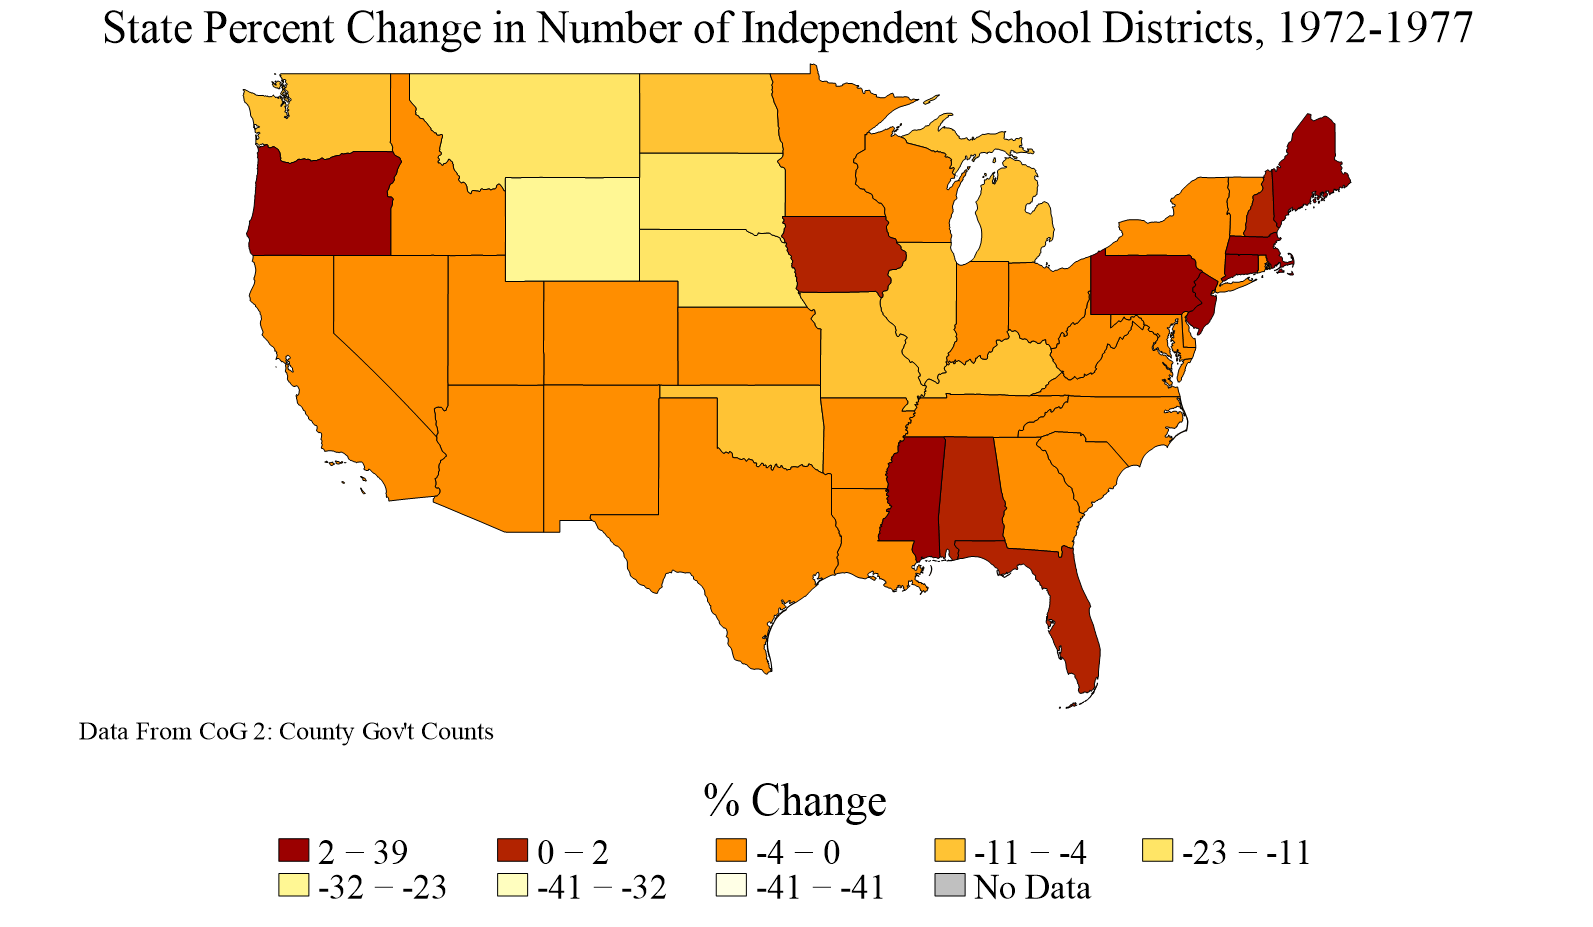 State Percent Change in Number of Independent School Districts, 1972-1977
Data From CoG 2: County Gov't Counts
% Change
2 – 39 0 – 2 -4 – 0 -11 – -4 -23 – -11
-32 – -23 -41 – -32 -41 – -41 No Data